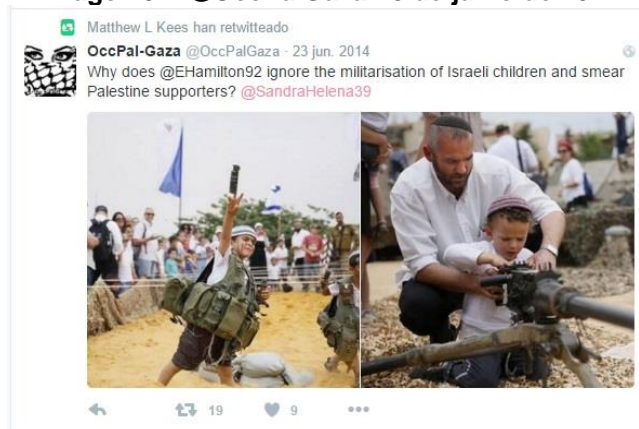 Matthew L Kees han retwitteado
OccPal-Gaza @OccPalGaza · 23 jun. 2014
Why does @EHamilton92 ignore the militarisation of Israeli children and smear
Palestine supporters? @SandraHelena39
19 9